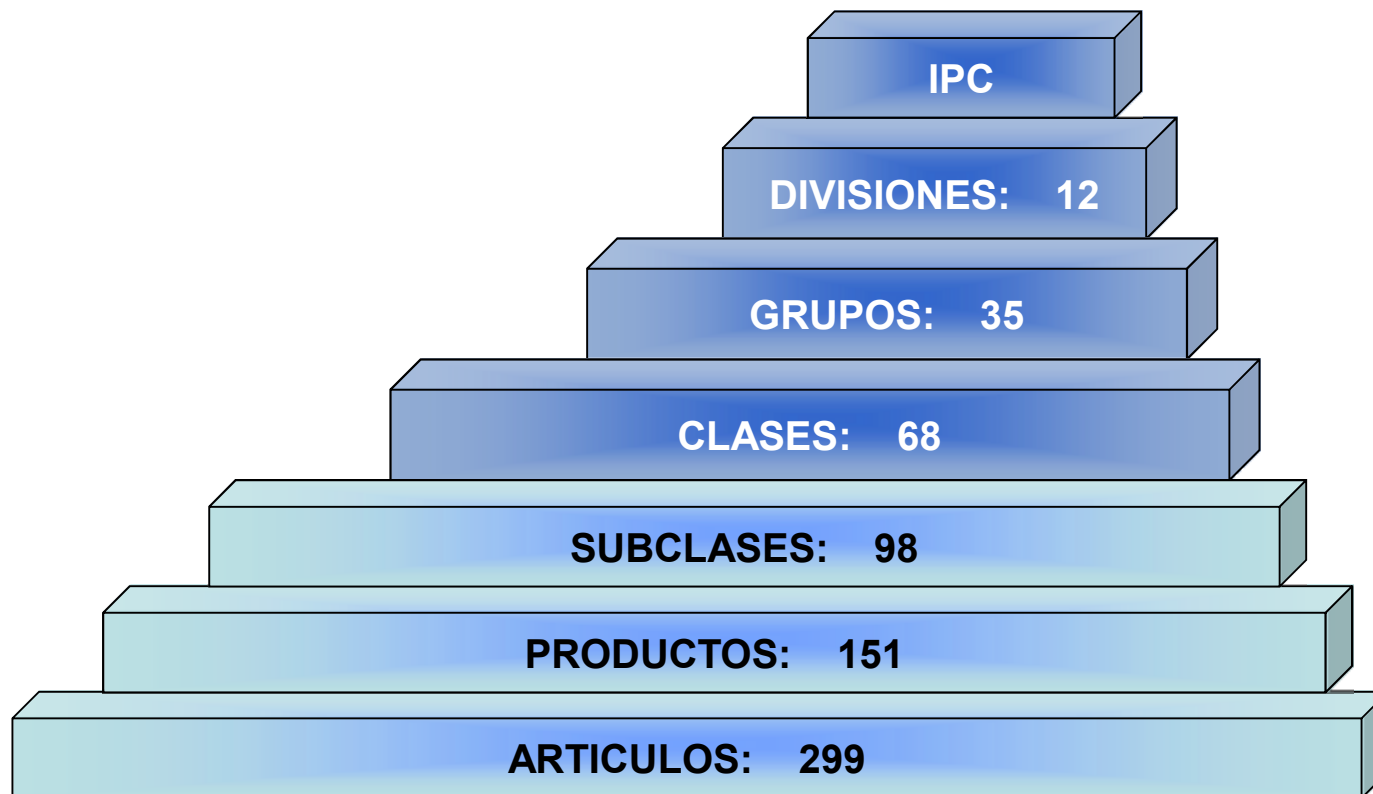 IPC
DIVISIONES: 12
GRUPOS: 35
CLASES: 68
SUBCLASES: 98
PRODUCTOS: 151
ARTICULOS: 299